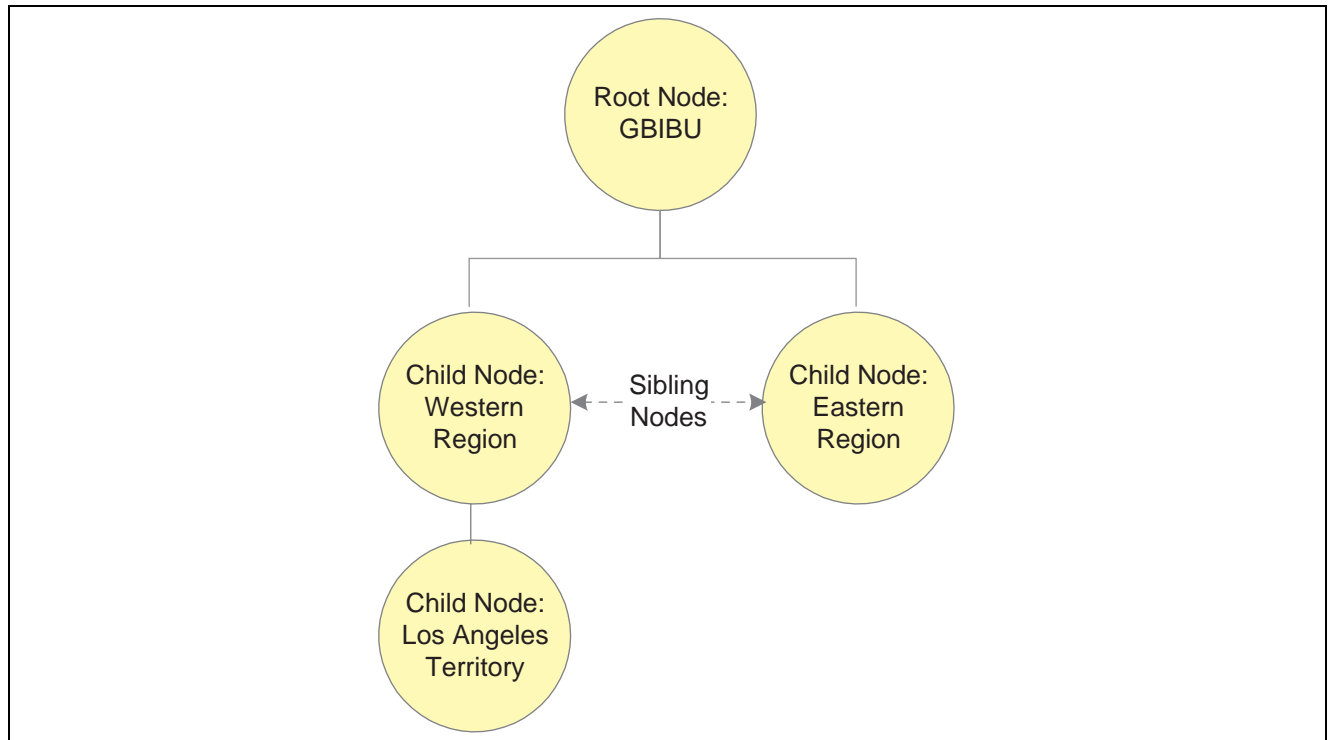 Root Node:
GBIBU
Child Node:
Western
Region
Sibling
Nodes
Child Node:
Eastern
Region
Child Node:
Los Angeles
Territory